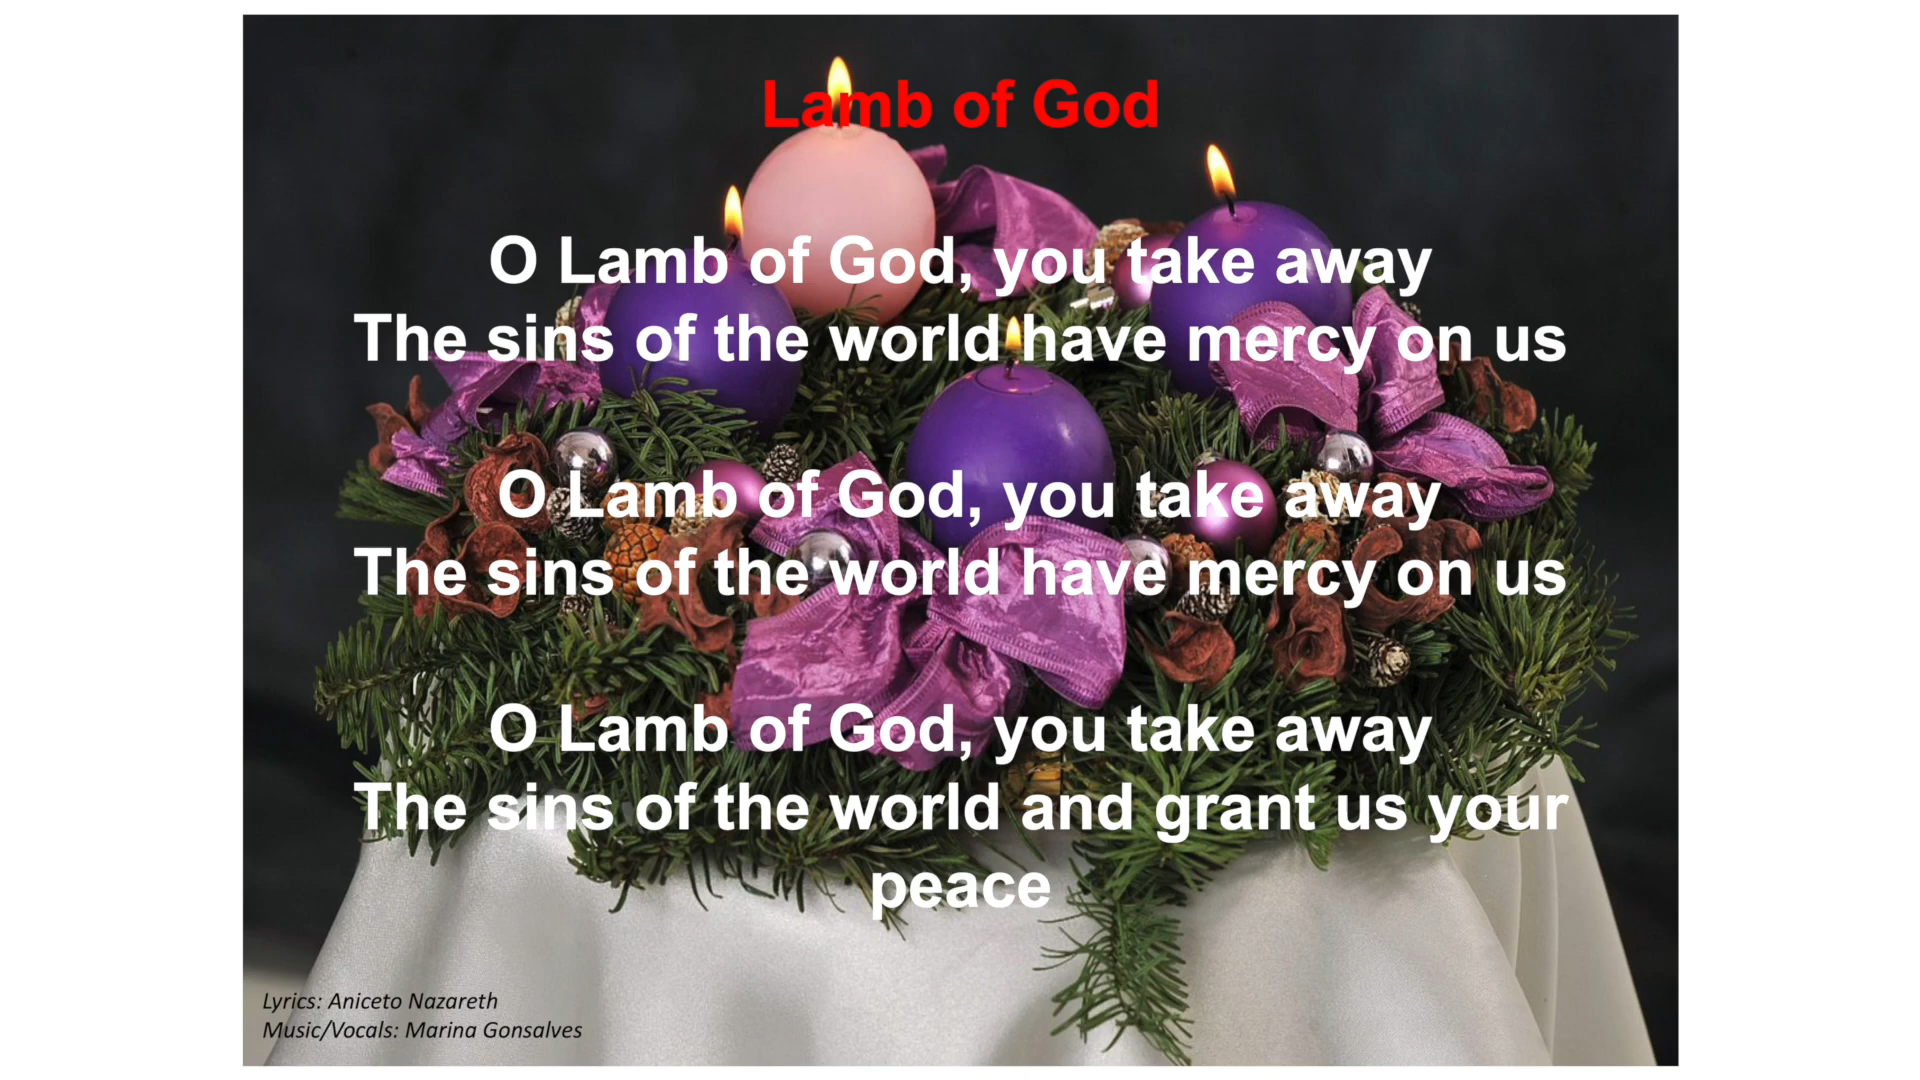 Lamb of God
O Lamb of God, you take away
The sins of the world have mercy on us
O Lamb of God, you take away
The sins of the world have mercy on us
O Lamb of God, you take away
The sins of the world and grant us your
peace
Lyrics: Aniceto Nazareth
Music/Vocals: Marina Gonsalves